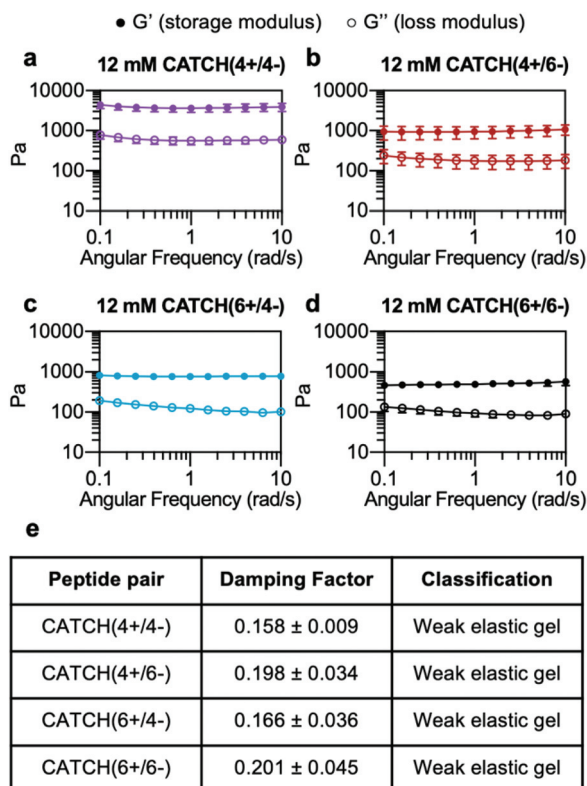 ● G' (storage modulus) ○ G'' (loss modulus)
a 12 mM CATCH(4+/4-)
10000
1000
100
10
Pa
0.1 1 10
Angular Frequency (rad/s)
b 12 mM CATCH(4+/6-)
10000
1000
100
10
Pa
0.1 1 10
Angular Frequency (rad/s)
c 12 mM CATCH(6+/4-)
10000
1000
100
10
Pa
0.1 1 10
Angular Frequency (rad/s)
d 12 mM CATCH(6+/6-)
10000
1000
100
10
Pa
0.1 1 10
Angular Frequency (rad/s)
e
Peptide pair Damping Factor Classification
CATCH(4+/4-) 0.158 ± 0.009 Weak elastic gel
CATCH(4+/6-) 0.198 ± 0.034 Weak elastic gel
CATCH(6+/4-) 0.166 ± 0.036 Weak elastic gel
CATCH(6+/6-) 0.201 ± 0.045 Weak elastic gel